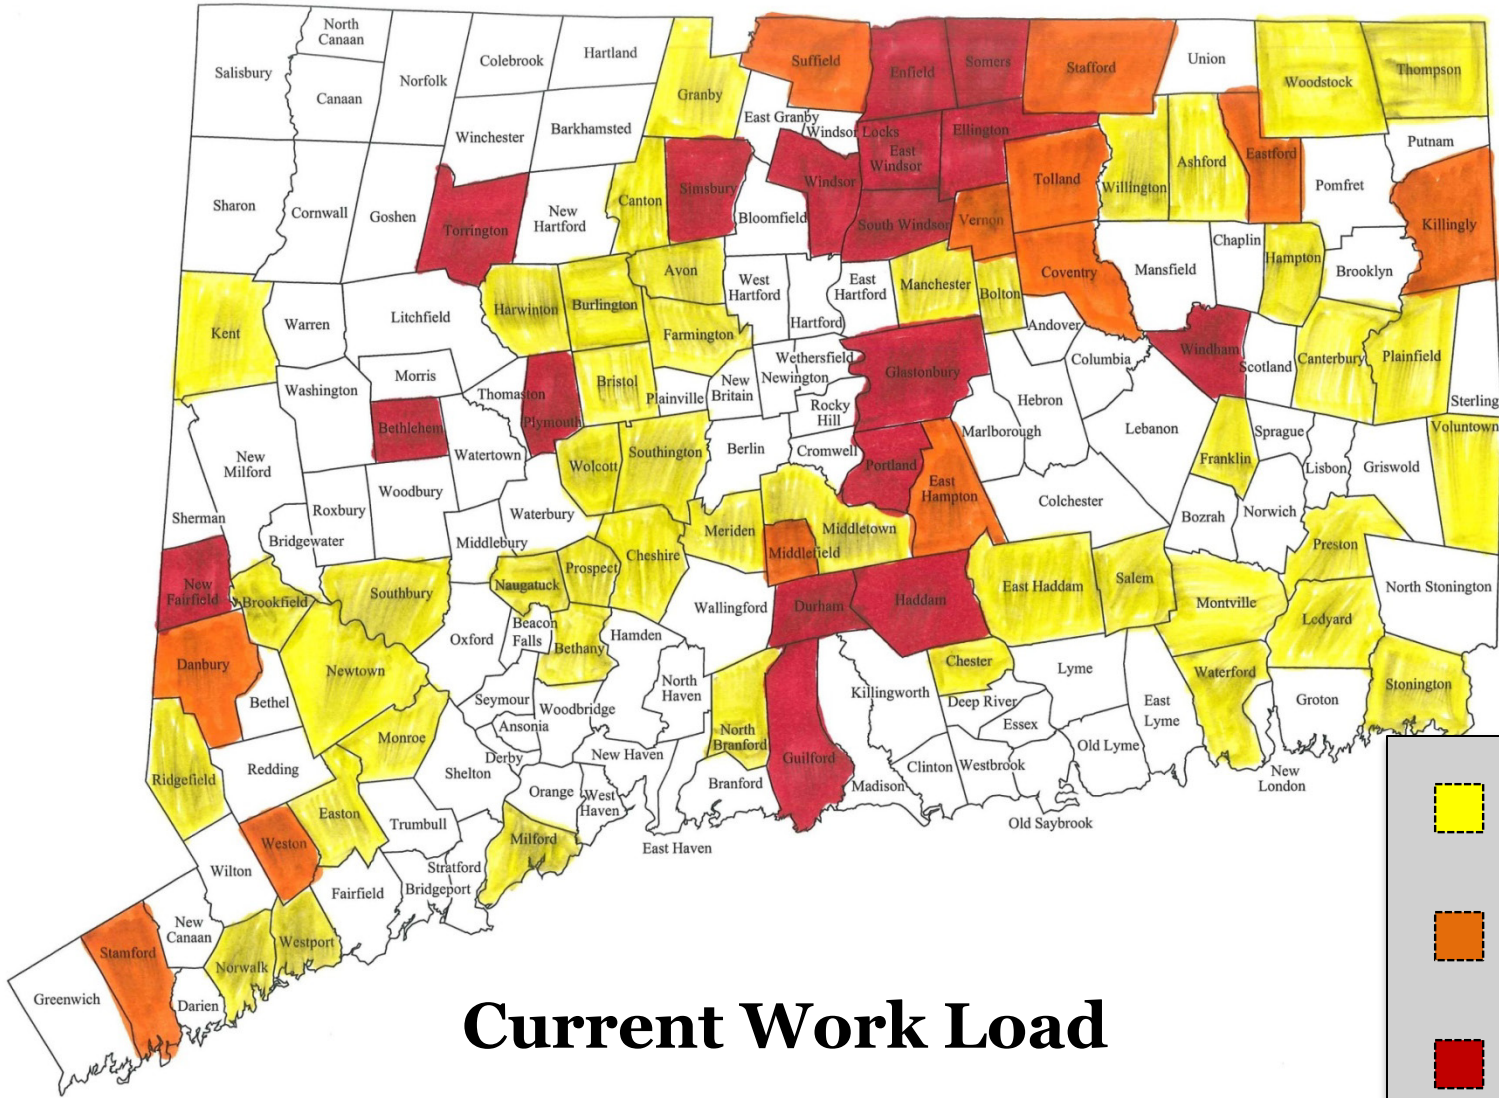 North
Canaan
Salisbury
Canaan
Norfolk
Colebrook
Hartland
Granby
Suffield
Enfield
Somers
Stafford
Union
Woodstock
Thompson
Winchester
Barkhamsted
East Granby
Windsor Locks
East
Windsor
Ellington
Putnam
Sharon
Cornwall
Goshen
Torrington
New
Hartford
Canton
Simsbury
Bloomfield
Windsor
South Windsor
Vernon
Tolland
Willington
Ashford
Eastford
Pomfret
Killingly
Kent
Warren
Litchfield
Harwinton
Burlington
Avon
West
Hartford
Hartford
East
Hartford
Manchester
Bolton
Coventry
Mansfield
Chaplin
Hampton
Brooklyn
Farmington
Andover
Columbia
Windham
Scotland
Canterbury
Plainfield
Sterling
Washington
Morris
Bethlehem
Thomaston
Plymouth
Bristol
Plainville
New
Britain
Newington
Wethersfield
Rocky
Hill
Glastonbury
Hebron
Marlborough
Lebanon
Franklin
Sprague
Lisbon
Griswold
Voluntown
New
Milford
Watertown
Wolcott
Southington
Berlin
Cromwell
Portland
East
Hampton
Colchester
Bozrah
Norwich
Sherman
Bridgewater
Roxbury
Woodbury
Waterbury
Middlebury
Meriden
Middletown
Middlefield
Preston
North Stonington
New
Fairfield
Brookfield
Southbury
Naugatuck
Prospect
Cheshire
Wallingford
Durham
Haddam
East Haddam
Salem
Montville
Ledyard
Danbury
Bethel
Newtown
Oxford
Beacon
Falls
Bethany
Hamden
North
Haven
Chester
Lyme
Waterford
Groton
Stonington
Ridgefield
Redding
Monroe
Seymour
Ansonia
Derby
Woodbridge
New Haven
North
Branford
Guilford
Killingworth
Deep River
Essex
East
Lyme
Old Lyme
Shelton
Orange
West
Haven
Branford
Madison
Clinton
Westbrook
New
London
Old Saybrook
East Haven
Weston
Easton
Trumbull
Milford
Wilton
Stratford
Bridgeport
Fairfield
New
Canaan
Stamford
Norwalk
Westport
Greenwich
Darien
Current Work Load